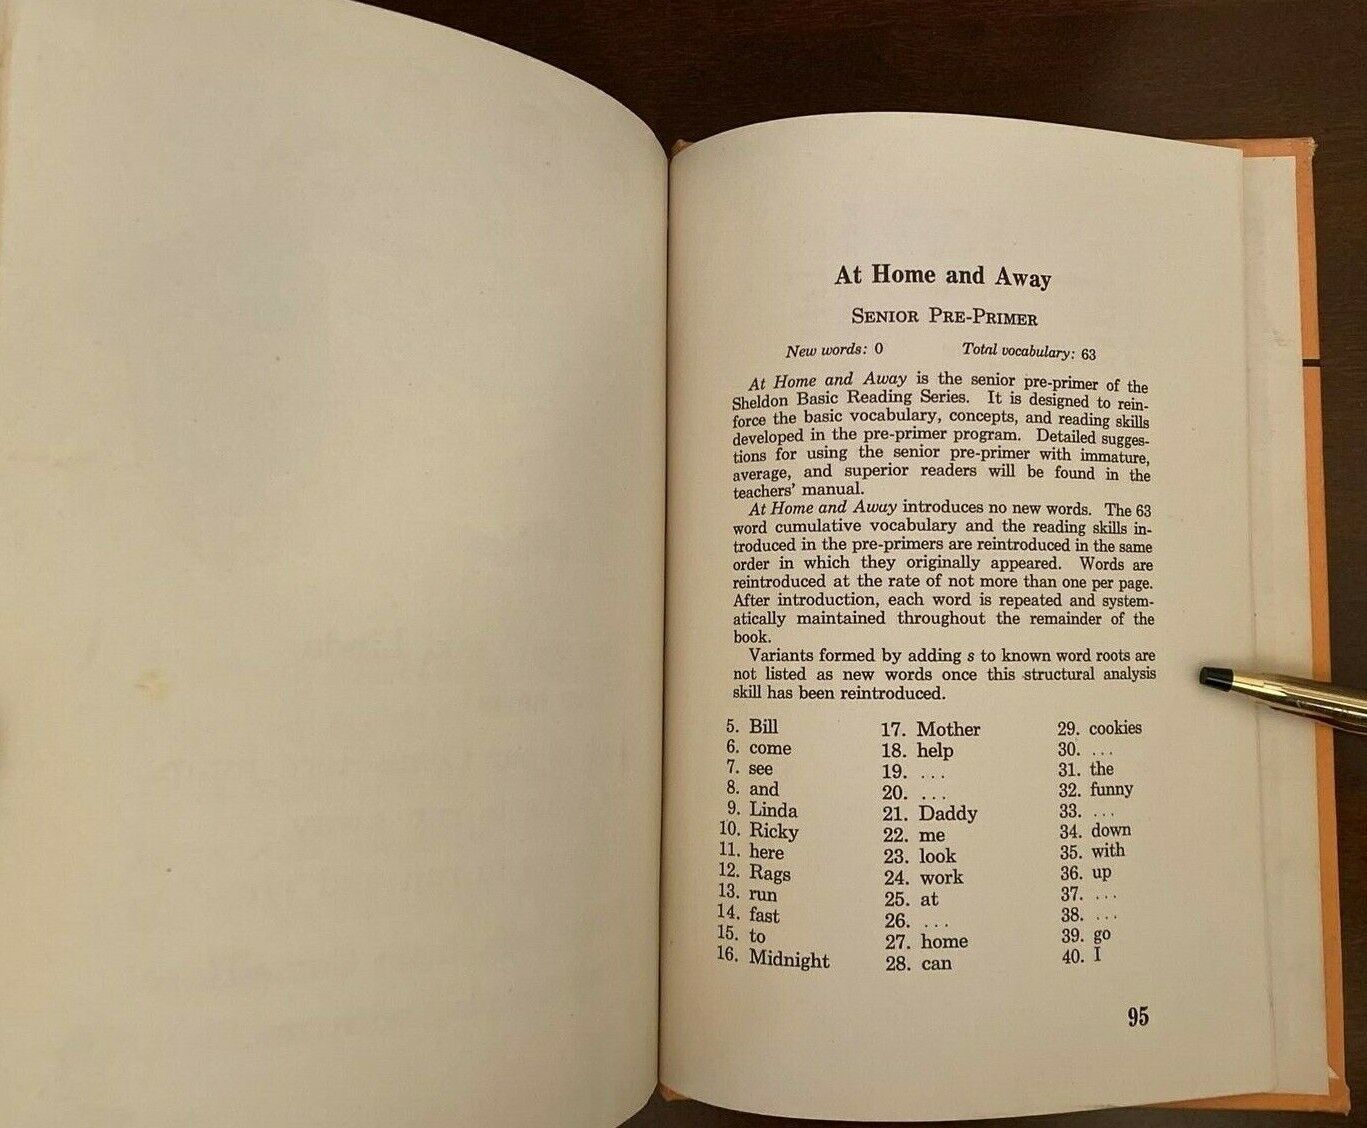 At Home and Away
SENIOR PRE-PRIMER
New words: 0 Total vocabulary: 63
At Home and Away is the senior pre-primer of the
Sheldon Basic Reading Series. It is designed to rein-
force the basic vocabulary, concepts, and reading skills
developed in the pre-primer program. Detailed sugges-
tions for using the senior pre-primer with immature,
average, and superior readers will be found in the
teachers' manual.
At Home and Away introduces no new words. The 63
word cumulative vocabulary and the reading skills in-
troduced in the pre-primers are reintroduced in the same
order in which they originally appeared. Words are
reintroduced at the rate of not more than one per page.
After introduction, each word is repeated and system-
atically maintained throughout the remainder of the
book.
Variants formed by adding s to known word roots are
not listed as new words once this structural analysis
skill has been reintroduced.
5. Bill
6. come
7. see
8. and
9. Linda
10. Ricky
11. here
12. Rags
13. run
14. fast
15. to
16. Midnight
17. Mother
18. help
19. ...
20. ...
21. Daddy
22. me
23. look
24. work
25. at
26. ...
27. home
28. can
29. cookies
30. ...
31. the
32. funny
33. ...
34. down
35. with
36. up
37. ...
38. ...
39. go
40. I
95